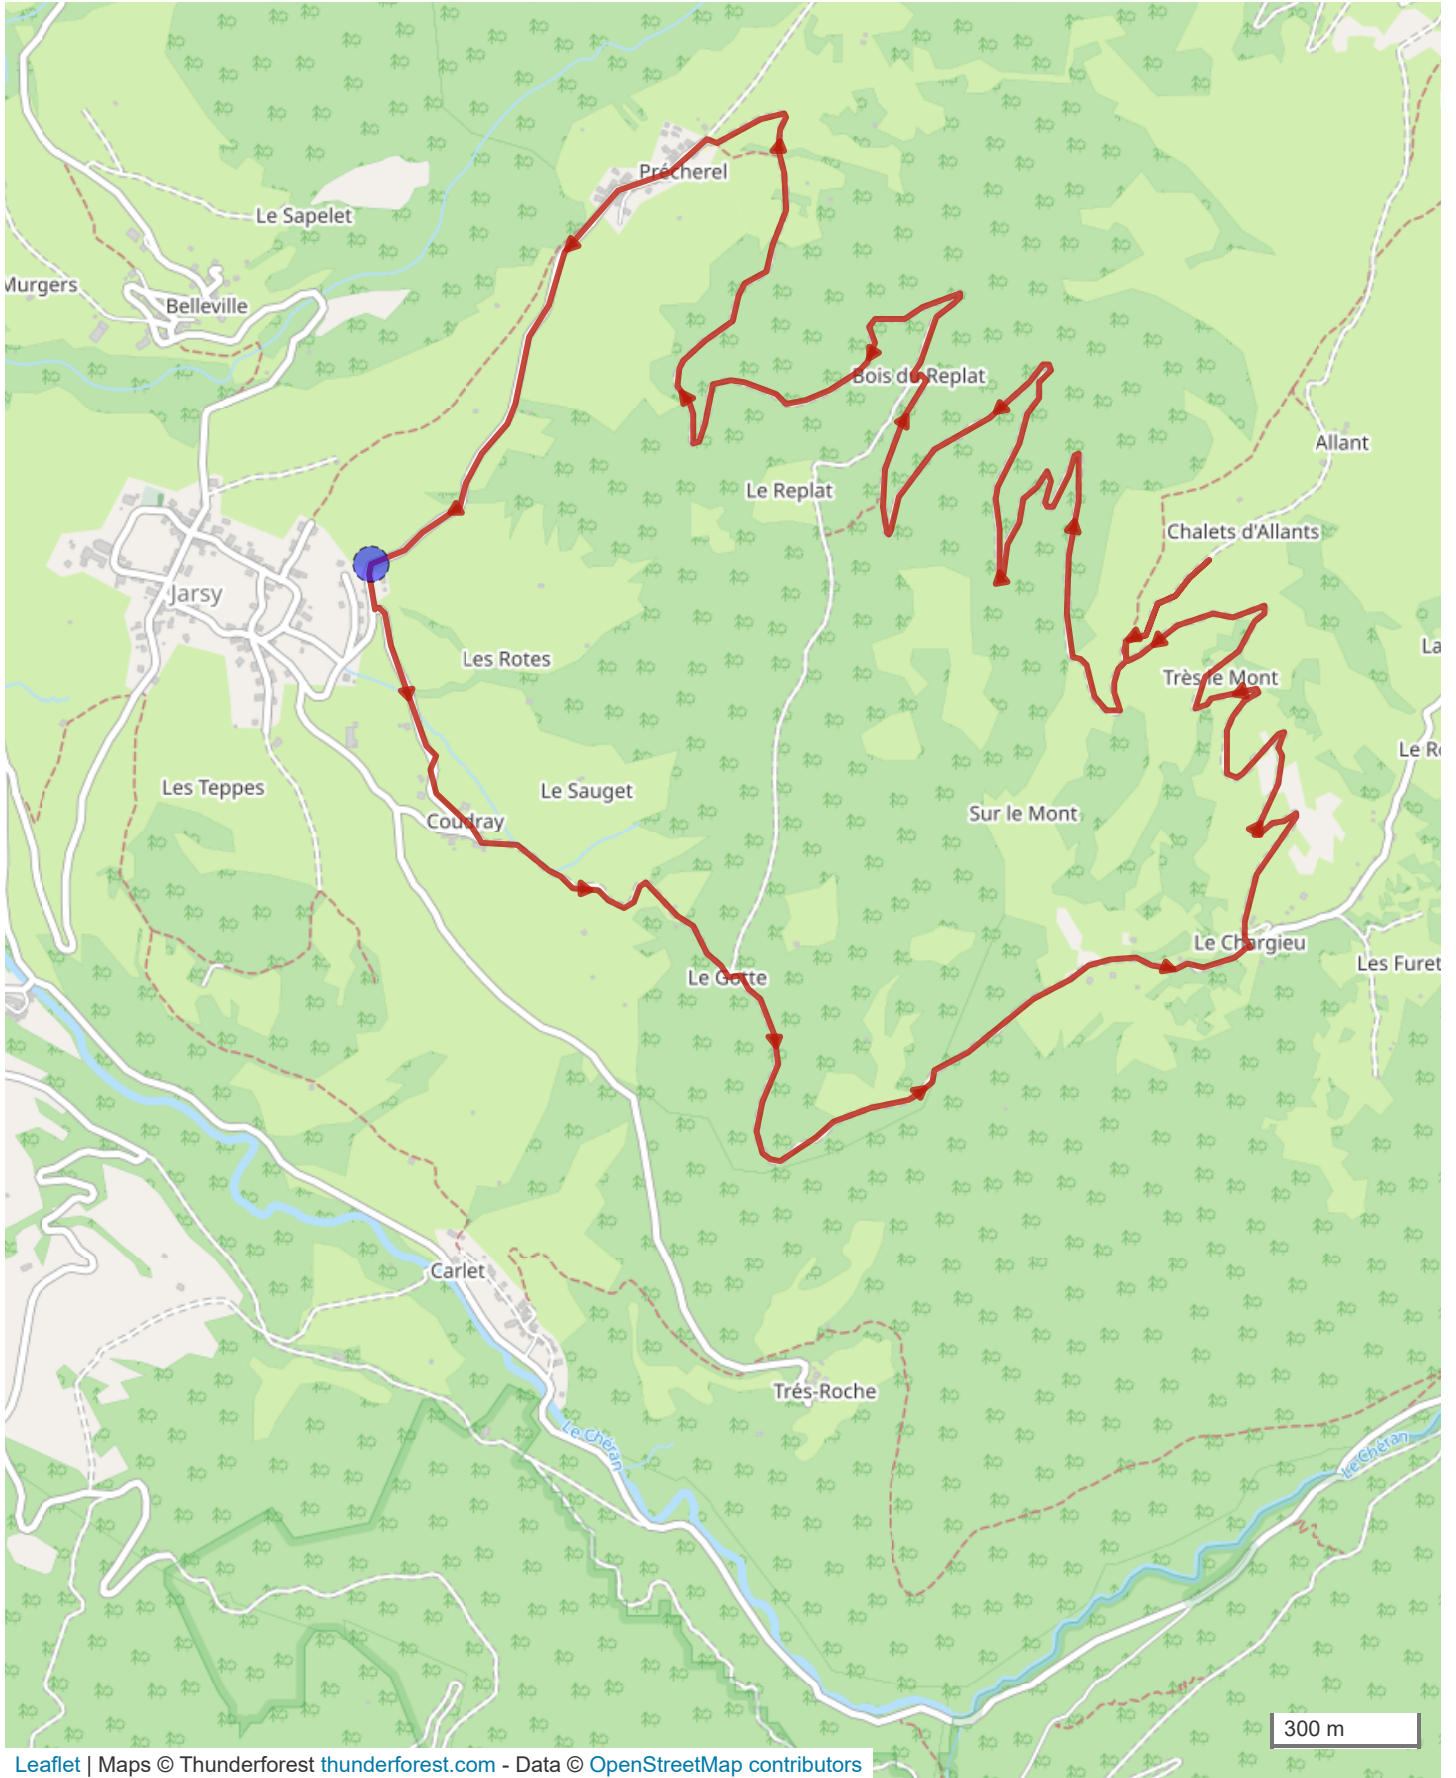 Précherel
Le Sapelet
Murgers
Belleville
Bois du Replat
Allant
Le Replat
Chalets d'Allants
Jarsy
Les Rotes
Très le Mont
La
Le R
Les Teppes
Le Sauget
Sur le Mont
Coudray
Le Chargieu
Les Furet
Le Gotte
Carlet
Trés-Roche
Le Chéran
Le Chéran
300 m
Leaflet | Maps © Thunderforest thunderforest.com - Data © OpenStreetMap contributors